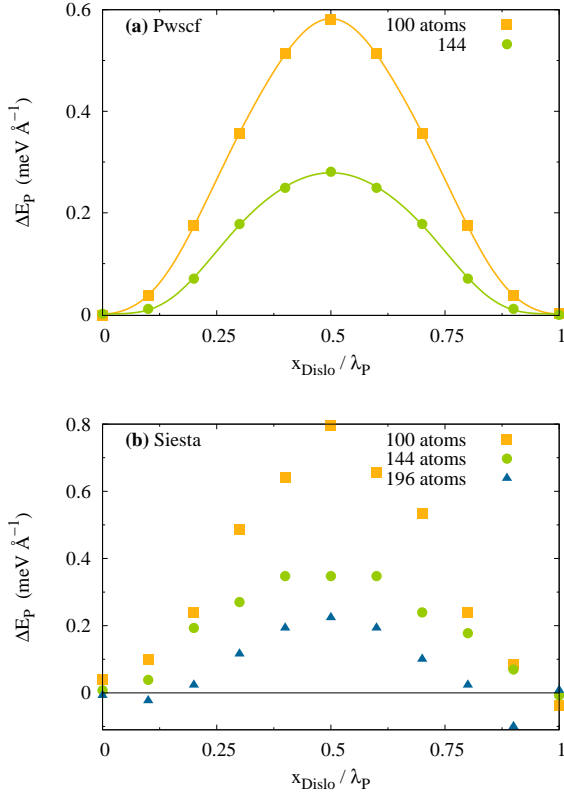 (a) Pwscf
100 atoms
144
0.6
0.4
0.2
0
ΔE_P (meV Å⁻¹)
0 0.25 0.5 0.75 1
x_Dislo / λ_P
(b) Siesta
100 atoms
144 atoms
196 atoms
0.8
0.6
0.4
0.2
0
ΔE_P (meV Å⁻¹)
0 0.25 0.5 0.75 1
x_Dislo / λ_P